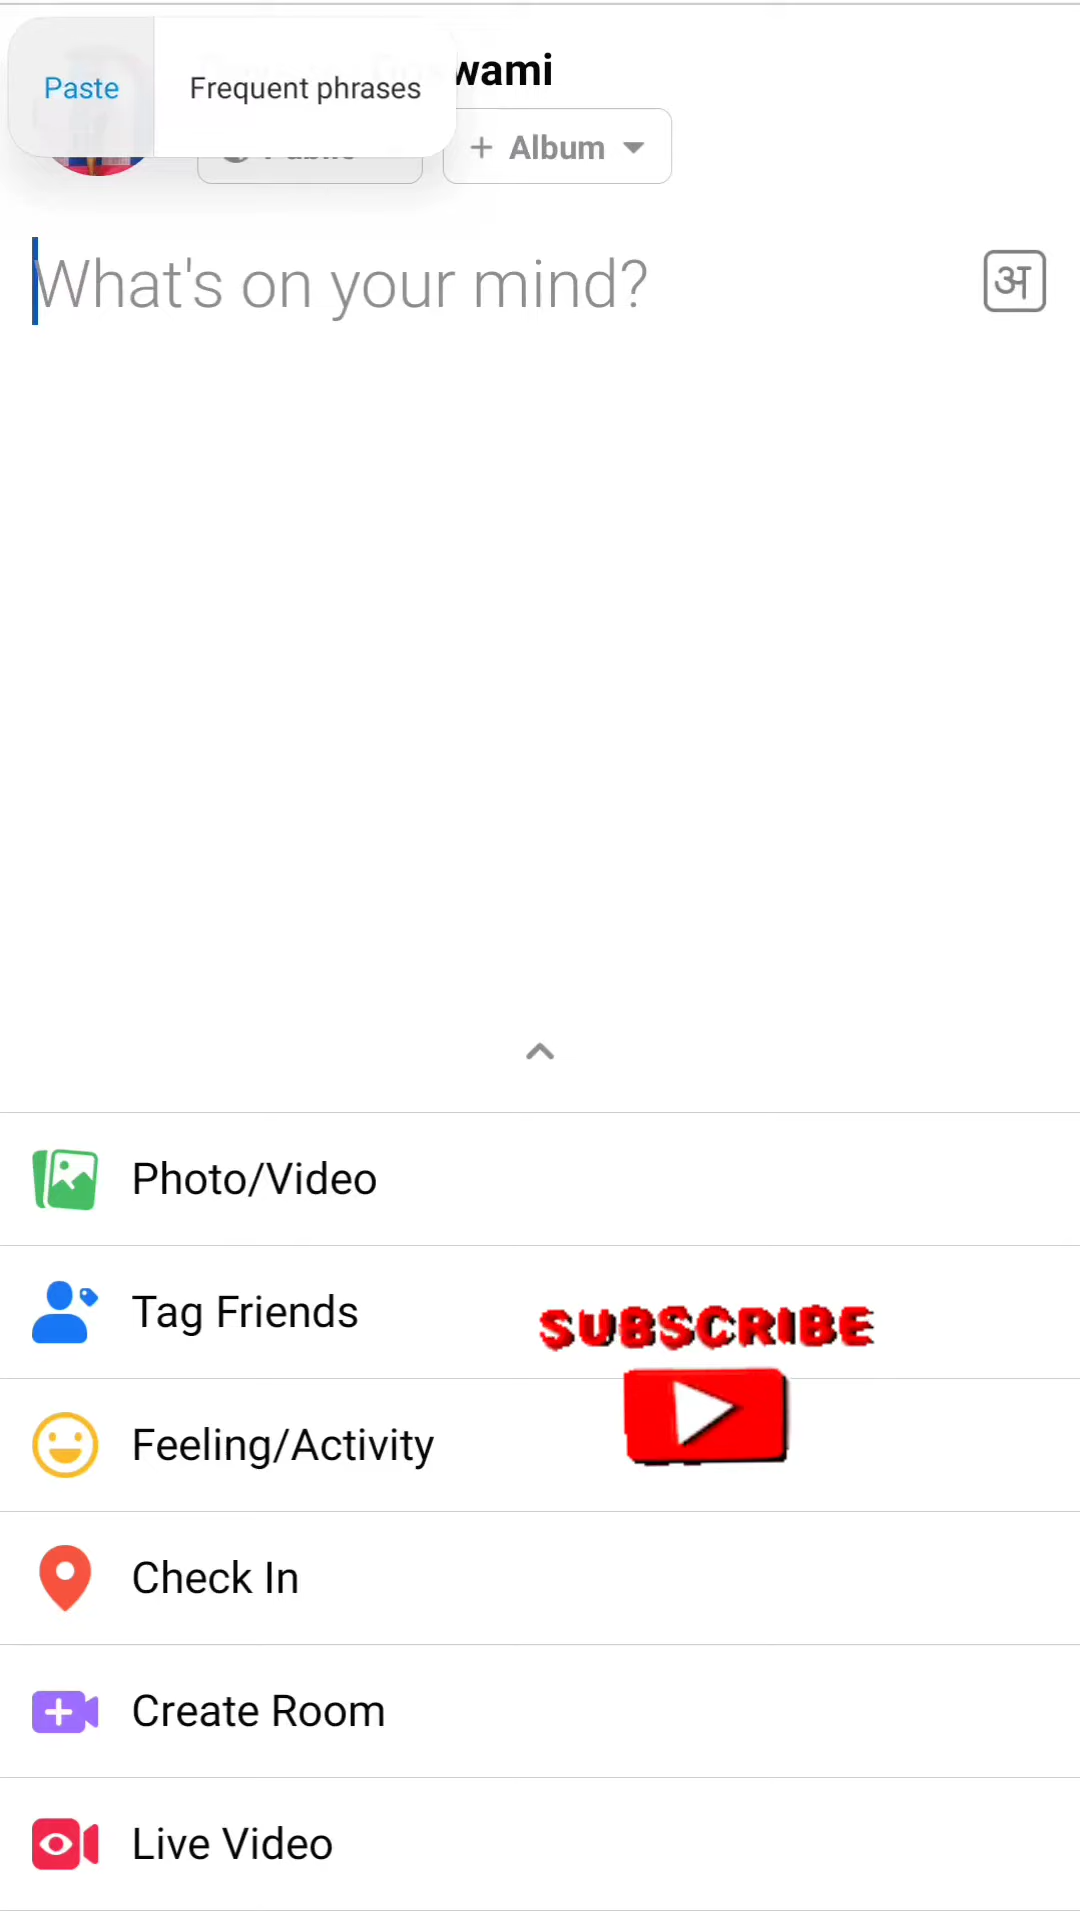 Paste Frequent phrases wami
+ Album
What's on your mind?
अ
Photo/Video
Tag Friends
SUBSCRIBE
Feeling/Activity
Check In
Create Room
Live Video